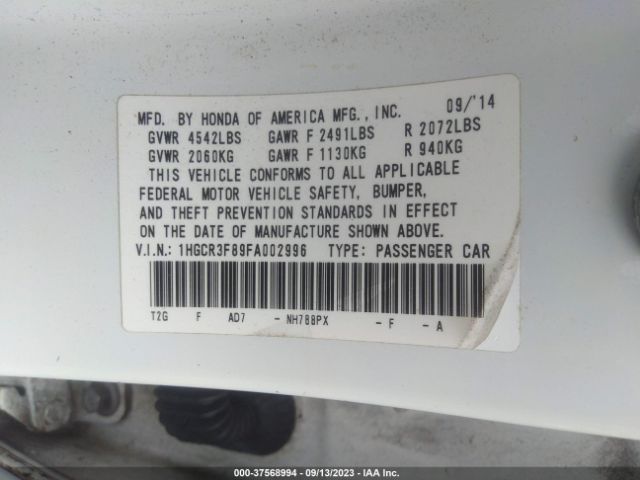 MFD. BY HONDA OF AMERICA MFG., INC. 09/'14
GVWR 4542LBS GAWR F 2491LBS R 2072LBS
GVWR 2060KG GAWR F 1130KG R 940KG
THIS VEHICLE CONFORMS TO ALL APPLICABLE
FEDERAL MOTOR VEHICLE SAFETY, BUMPER,
AND THEFT PREVENTION STANDARDS IN EFFECT
ON THE DATE OF MANUFACTURE SHOWN ABOVE.
V.I.N.: 1HGCR3F89FA002996 TYPE: PASSENGER CAR
T2G F AD7 - NH788PX - F - A
000-37568994 - 09/13/2023 - IAA Inc.